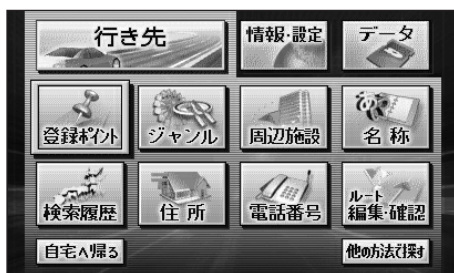 行き先
情報･設定
データ
登録ﾎﾟｲﾝﾄ
ジャンル
周辺施設
名称
検索履歴
住所
電話番号
ルート
編集･確認
自宅へ帰る
他の方法で探す